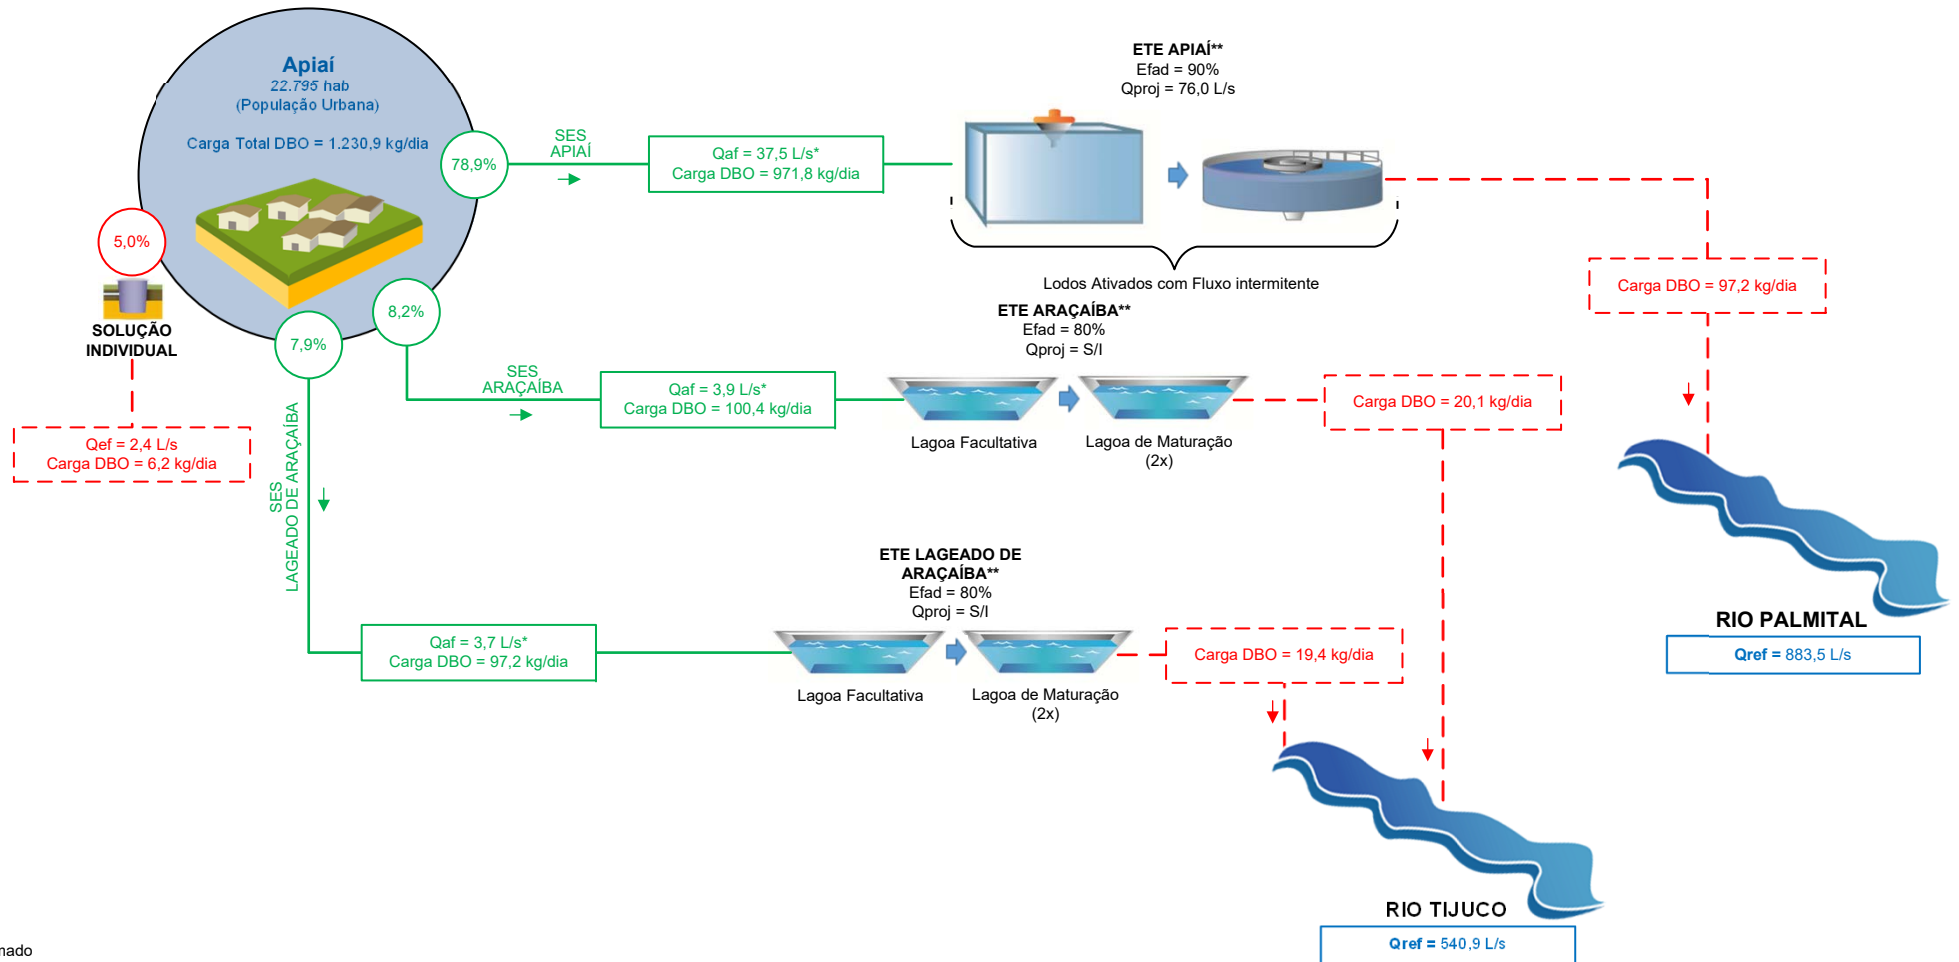 Apiaí
22.795 hab
(População Urbana)
Carga Total DBO = 1.230,9 kg/dia
78,9%
5,0%
8,2%
7,9%
SOLUÇÃO
INDIVIDUAL
Qef = 2,4 L/s
Carga DBO = 6,2 kg/dia
SES
APIAÍ
Qaf = 37,5 L/s*
Carga DBO = 971,8 kg/dia
ETE APIAÍ**
Efad = 90%
Qproj = 76,0 L/s
Lodos Ativados com Fluxo intermitente
Carga DBO = 97,2 kg/dia
SES
ARAÇAÍBA
Qaf = 3,9 L/s*
Carga DBO = 100,4 kg/dia
ETE ARAÇAÍBA**
Efad = 80%
Qproj = S/I
Lagoa Facultativa
Lagoa de Maturação
(2x)
Carga DBO = 20,1 kg/dia
SES
LAGEADO DE ARAÇAÍBA
Qaf = 3,7 L/s*
Carga DBO = 97,2 kg/dia
ETE LAGEADO DE
ARAÇAÍBA**
Efad = 80%
Qproj = S/I
Lagoa Facultativa
Lagoa de Maturação
(2x)
Carga DBO = 19,4 kg/dia
RIO PALMITAL
Qref = 883,5 L/s
RIO TIJUCO
Qref = 540,9 L/s